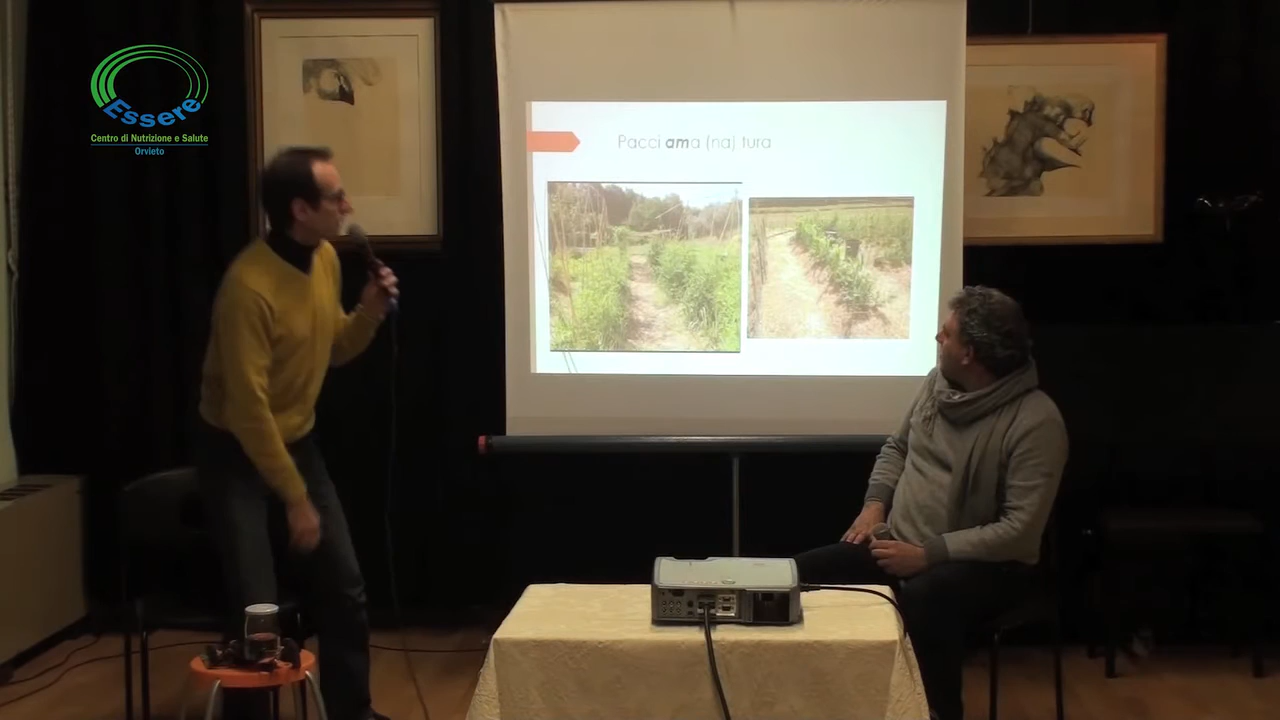 Essere
Centro di Nutrizione e Salute
Orvieto
Pacci ama (na) tura